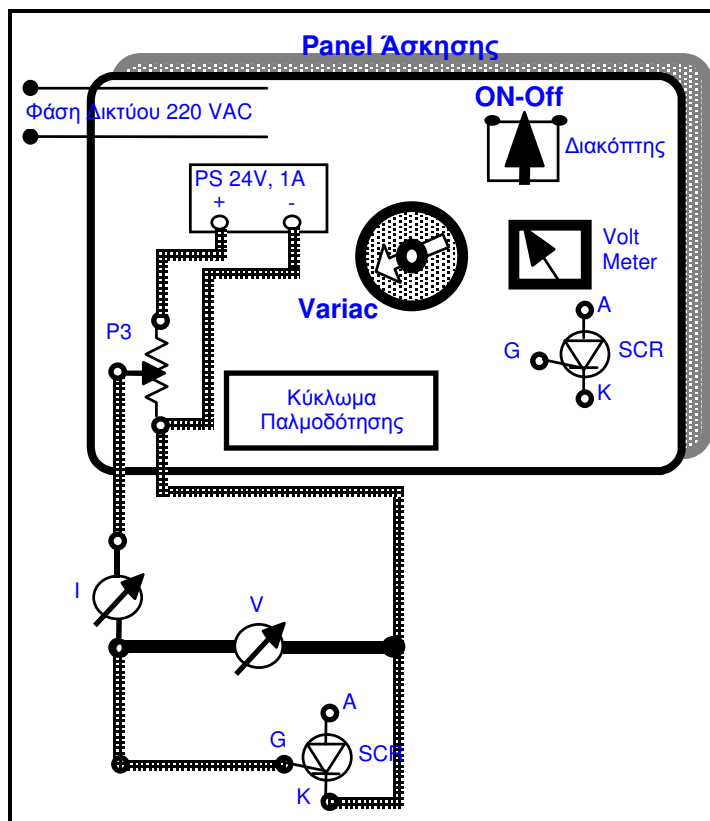 Panel Άσκησης
ON-Off
Φάση Δικτύου 220 VAC
Διακόπτης
PS 24V, 1A
+ -
Volt
Meter
Variac
A
P3
G SCR
K
Κύκλωμα
Παλμοδότησης
I
V
A
G SCR
K